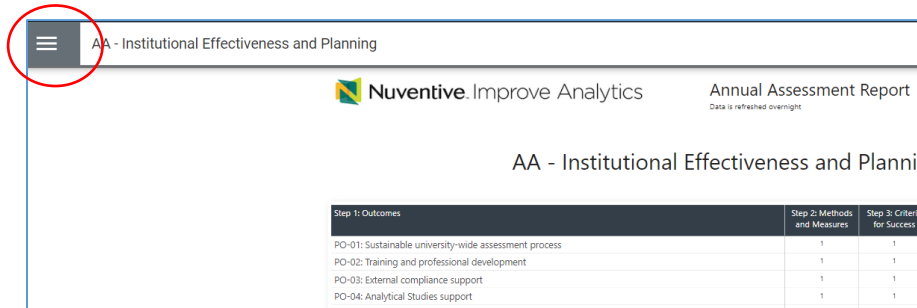 AA - Institutional Effectiveness and Planning
Nuventive. Improve Analytics
Annual Assessment Report
Data is refreshed overnight
AA - Institutional Effectiveness and Planni
Step 1: Outcomes
Step 2: Methods
and Measures
Step 3: Criteri
for Success
PO-01: Sustainable university-wide assessment process 1 1
PO-02: Training and professional development 1 1
PO-03: External compliance support 1 1
PO-04: Analytical Studies support 1 1